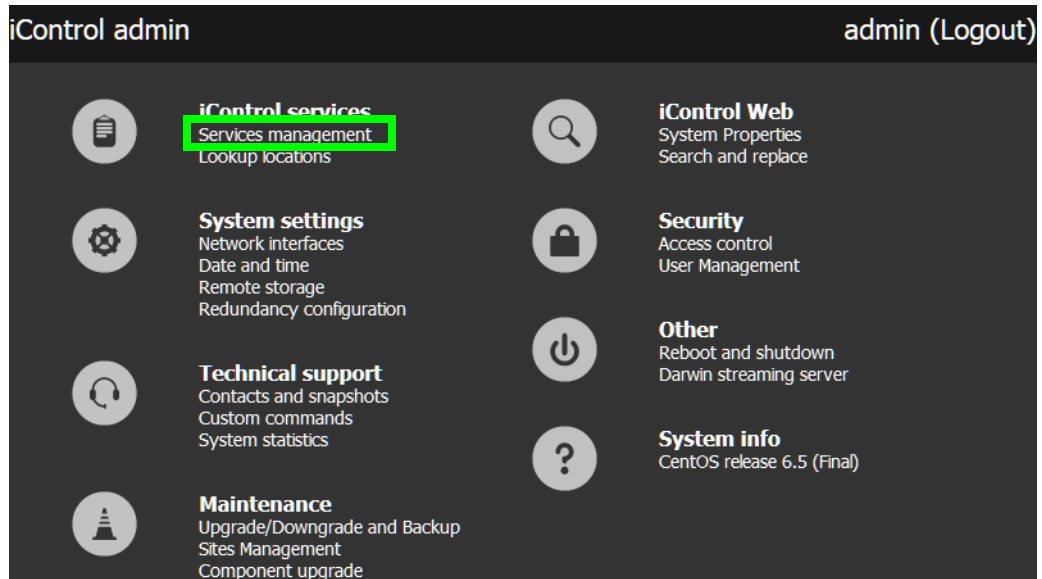 iControl admin
admin (Logout)
iControl services
Services management
Lookup locations
System settings
Network interfaces
Date and time
Remote storage
Redundancy configuration
Technical support
Contacts and snapshots
Custom commands
System statistics
Maintenance
Upgrade/Downgrade and Backup
Sites Management
Component upgrade
iControl Web
System Properties
Search and replace
Security
Access control
User Management
Other
Reboot and shutdown
Darwin streaming server
System info
CentOS release 6.5 (Final)
?